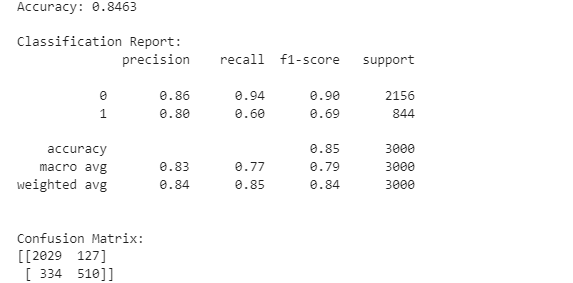 Accuracy: 0.8463
Classification Report:
precision recall f1-score support
0 0.86 0.94 0.90 2156
1 0.80 0.60 0.69 844
accuracy 0.85 3000
macro avg 0.83 0.77 0.79 3000
weighted avg 0.84 0.85 0.84 3000
Confusion Matrix:
[[2029 127]
[ 334 510]]